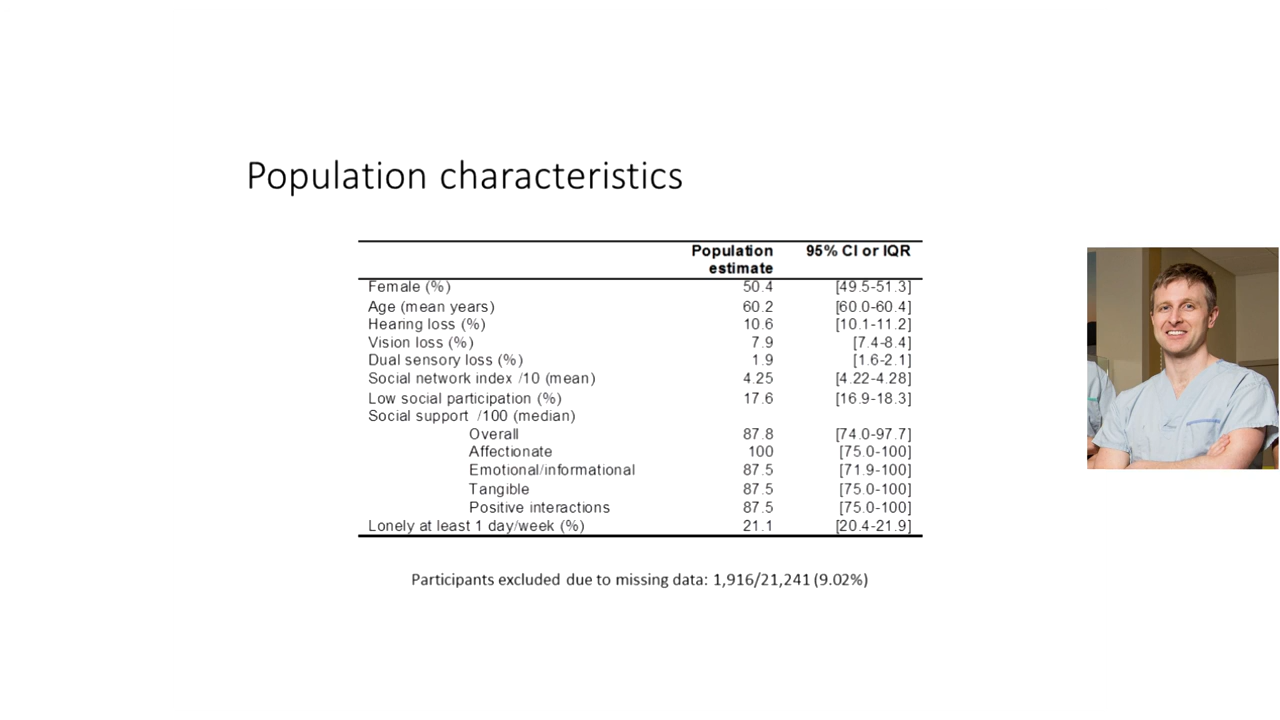 Population characteristics
Population estimate 95% CI or IQR
Female (%) 50.4 [49.5-51.3]
Age (mean years) 60.2 [60.0-60.4]
Hearing loss (%) 10.6 [10.1-11.2]
Vision loss (%) 7.9 [7.4-8.4]
Dual sensory loss (%) 1.9 [1.6-2.1]
Social network index /10 (mean) 4.25 [4.22-4.28]
Low social participation (%) 17.6 [16.9-18.3]
Social support /100 (median)
Overall 87.8 [74.0-97.7]
Affectionate 100 [75.0-100]
Emotional/informational 87.5 [71.9-100]
Tangible 87.5 [75.0-100]
Positive interactions 87.5 [75.0-100]
Lonely at least 1 day/week (%) 21.1 [20.4-21.9]
Participants excluded due to missing data: 1,916/21,241 (9.02%)